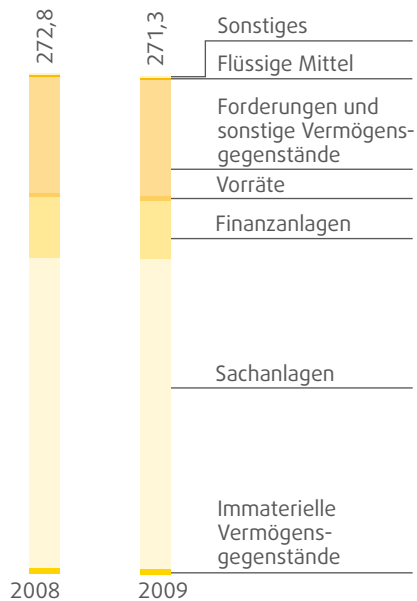 272,8
271,3
Sonstiges
Flüssige Mittel
Forderungen und
sonstige Vermögens-
gegenstände
Vorräte
Finanzanlagen
Sachanlagen
Immaterielle
Vermögens-
gegenstände
2008
2009